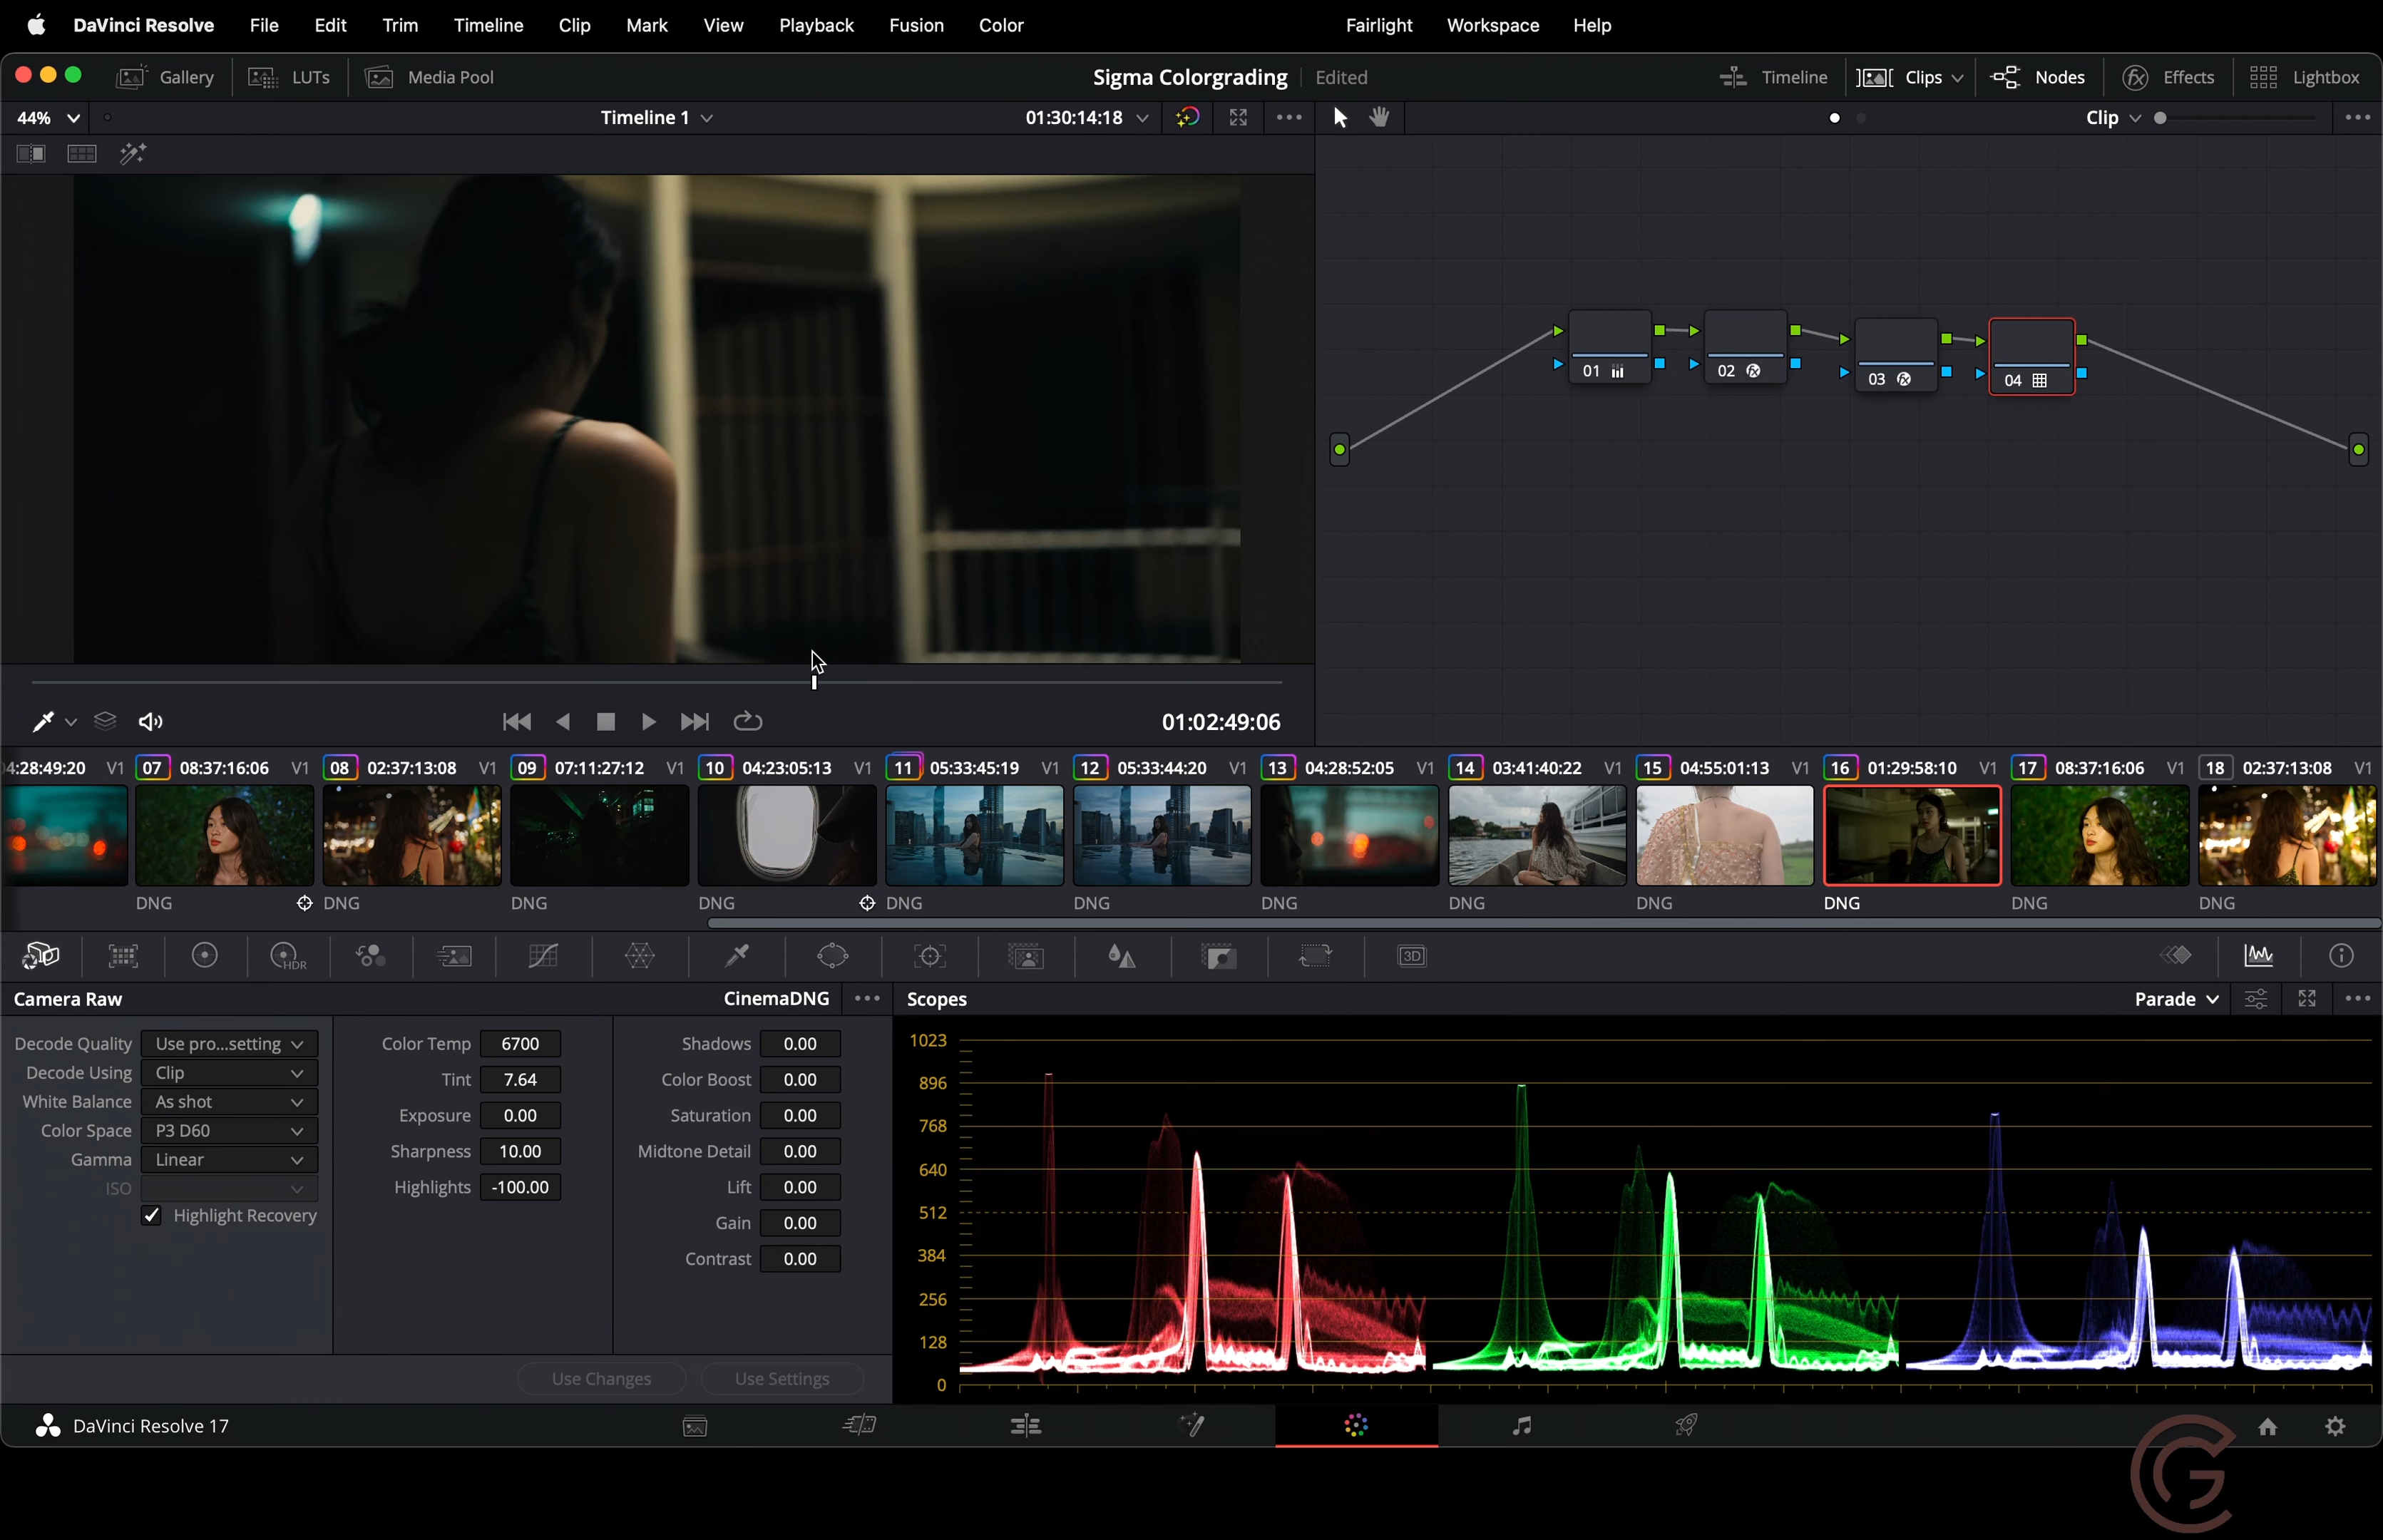 DaVinci Resolve File Edit Trim Timeline Clip Mark View Playback Fusion Color Fairlight Workspace Help
Gallery LUTs Media Pool Sigma Colorgrading Edited Timeline Clips Nodes Effects Lightbox
44% Timeline 1 01:30:14:18 Clip
01 02 03 04
01:02:49:06
4:28:49:20 V1 07 08:37:16:06 V1 08 02:37:13:08 V1 09 07:11:27:12 V1 10 04:23:05:13 V1 11 05:33:45:19 V1 12 05:33:44:20 V1 13 04:28:52:05 V1 14 03:41:40:22 V1 15 04:55:01:13 V1 16 01:29:58:10 V1 17 08:37:16:06 V1 18 02:37:13:08 V1
DNG DNG DNG DNG DNG DNG DNG DNG DNG DNG DNG DNG
HDR 3D
Camera Raw CinemaDNG Scopes Parade
Decode Quality Use pro...setting
Decode Using Clip
White Balance As shot
Color Space P3 D60
Gamma Linear
ISO
Highlight Recovery
Color Temp 6700
Tint 7.64
Exposure 0.00
Sharpness 10.00
Highlights -100.00
Shadows 0.00
Color Boost 0.00
Saturation 0.00
Midtone Detail 0.00
Lift 0.00
Gain 0.00
Contrast 0.00
Use Changes Use Settings
1023
896
768
640
512
384
256
128
0
DaVinci Resolve 17